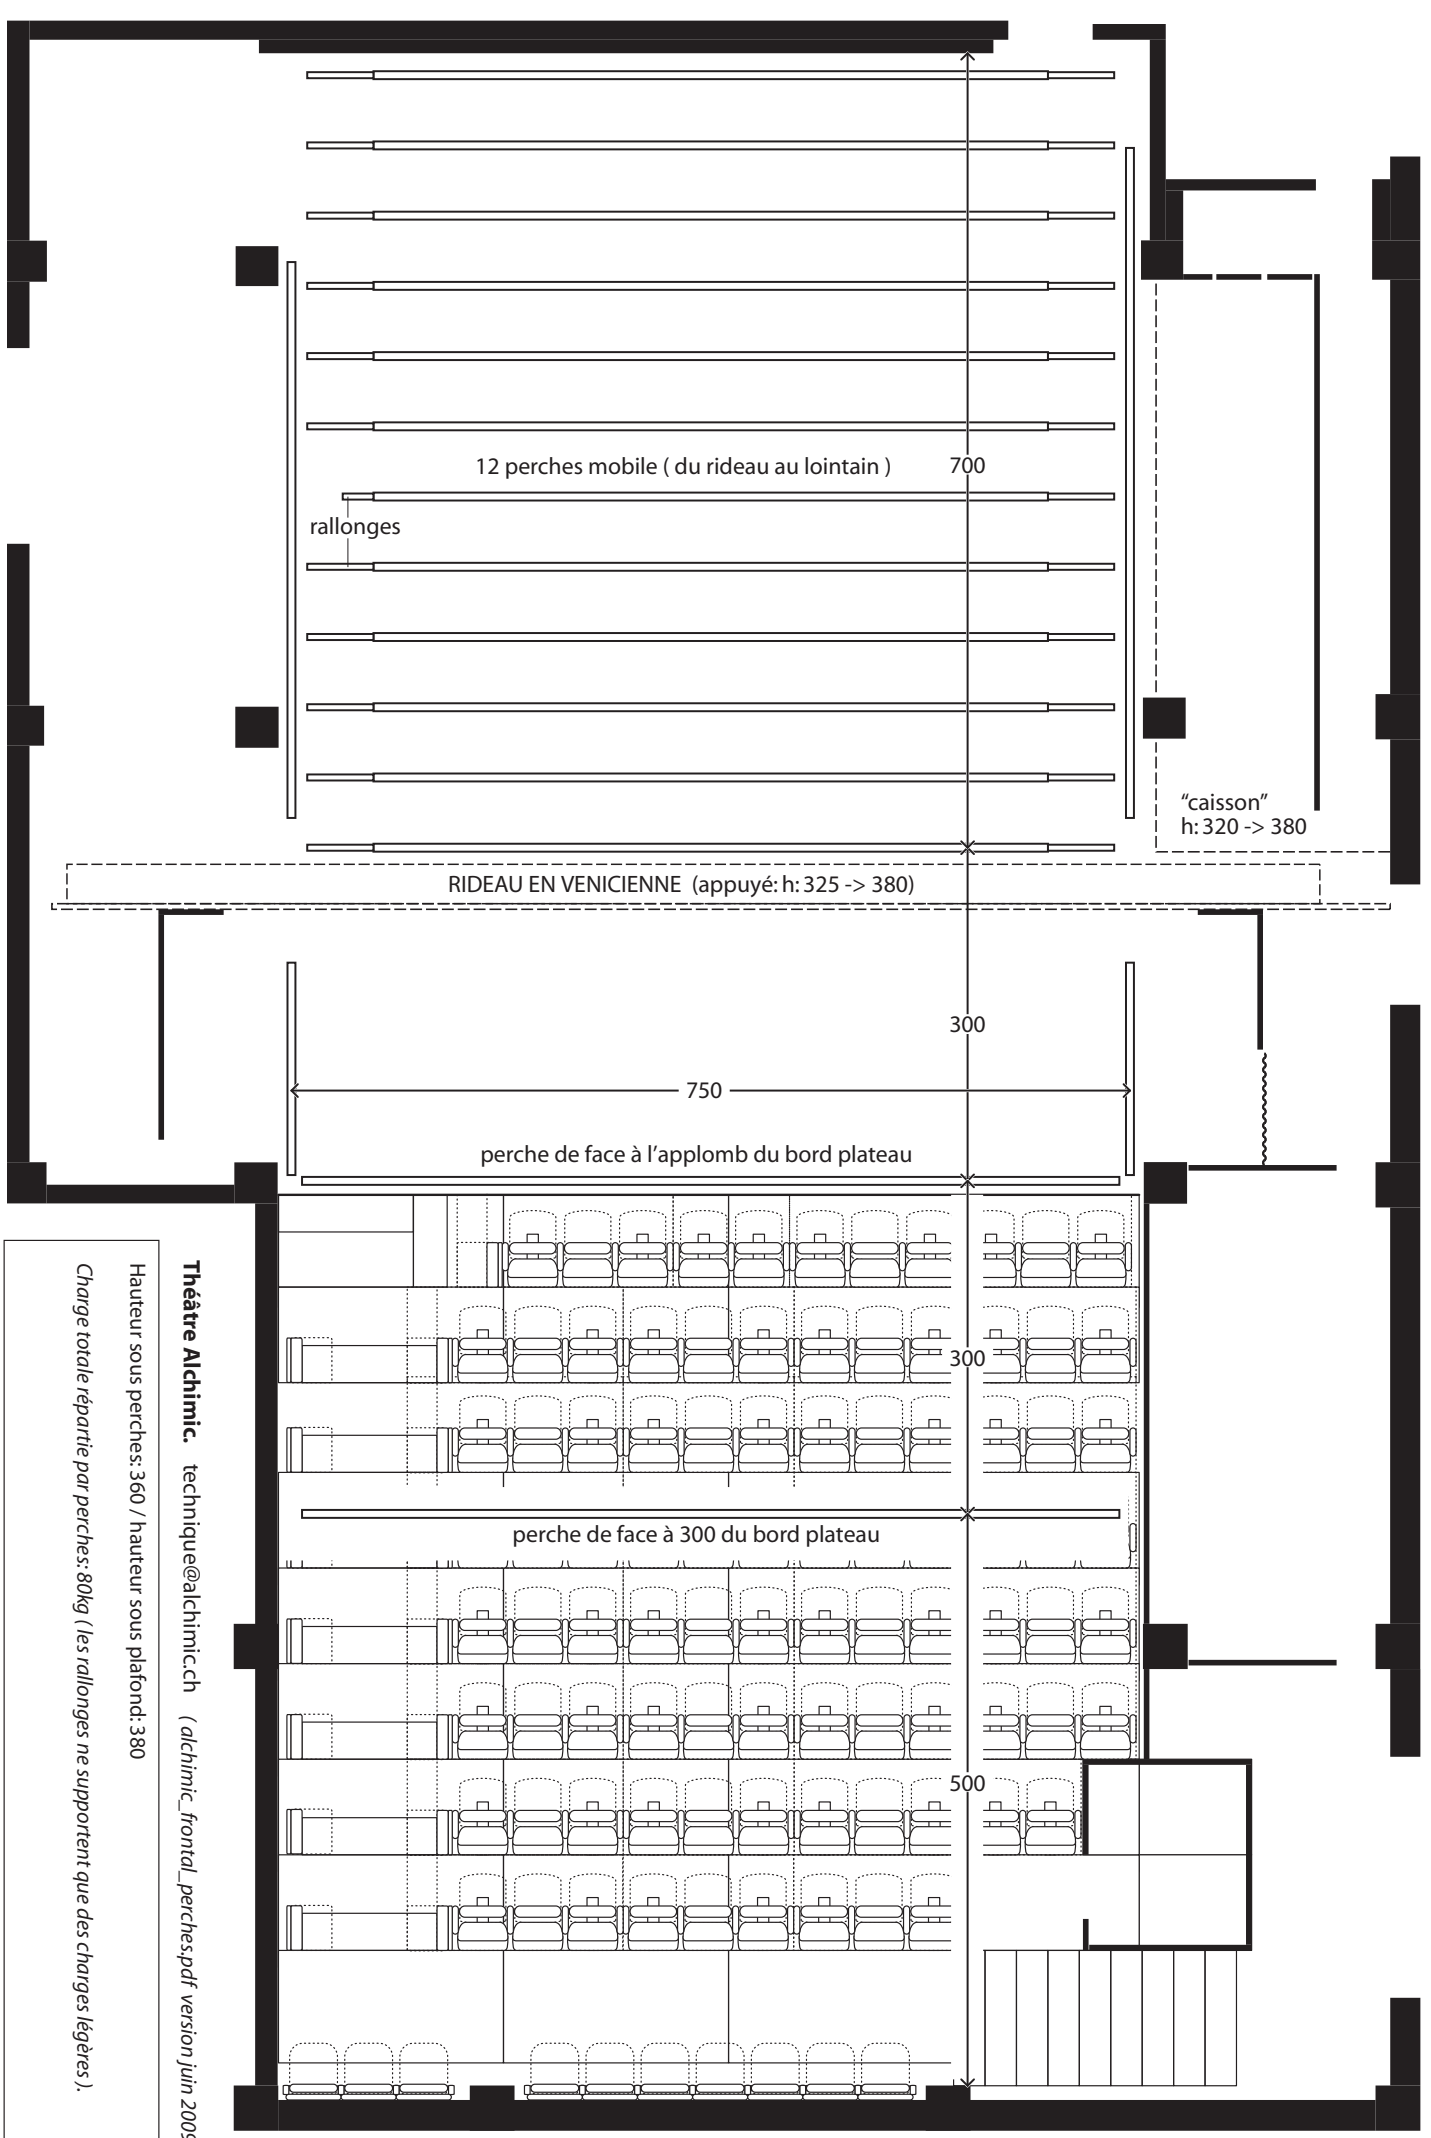 12 perches mobile ( du rideau au lointain )
700
rallonges
“caisson”
h: 320 -> 380
RIDEAU EN VENICIENNE (appuyé: h: 325 -> 380)
300
750
perche de face à l’applomb du bord plateau
300
perche de face à 300 du bord plateau
500
Théâtre Alchimic. technique@alchimic.ch ( alchimic_frontal_perches.pdf version juin 2009
Hauteur sous perches: 360 / hauteur sous plafond: 380
Charge totale répartie par perches: 80kg ( les rallonges ne supportent que des charges légères ).